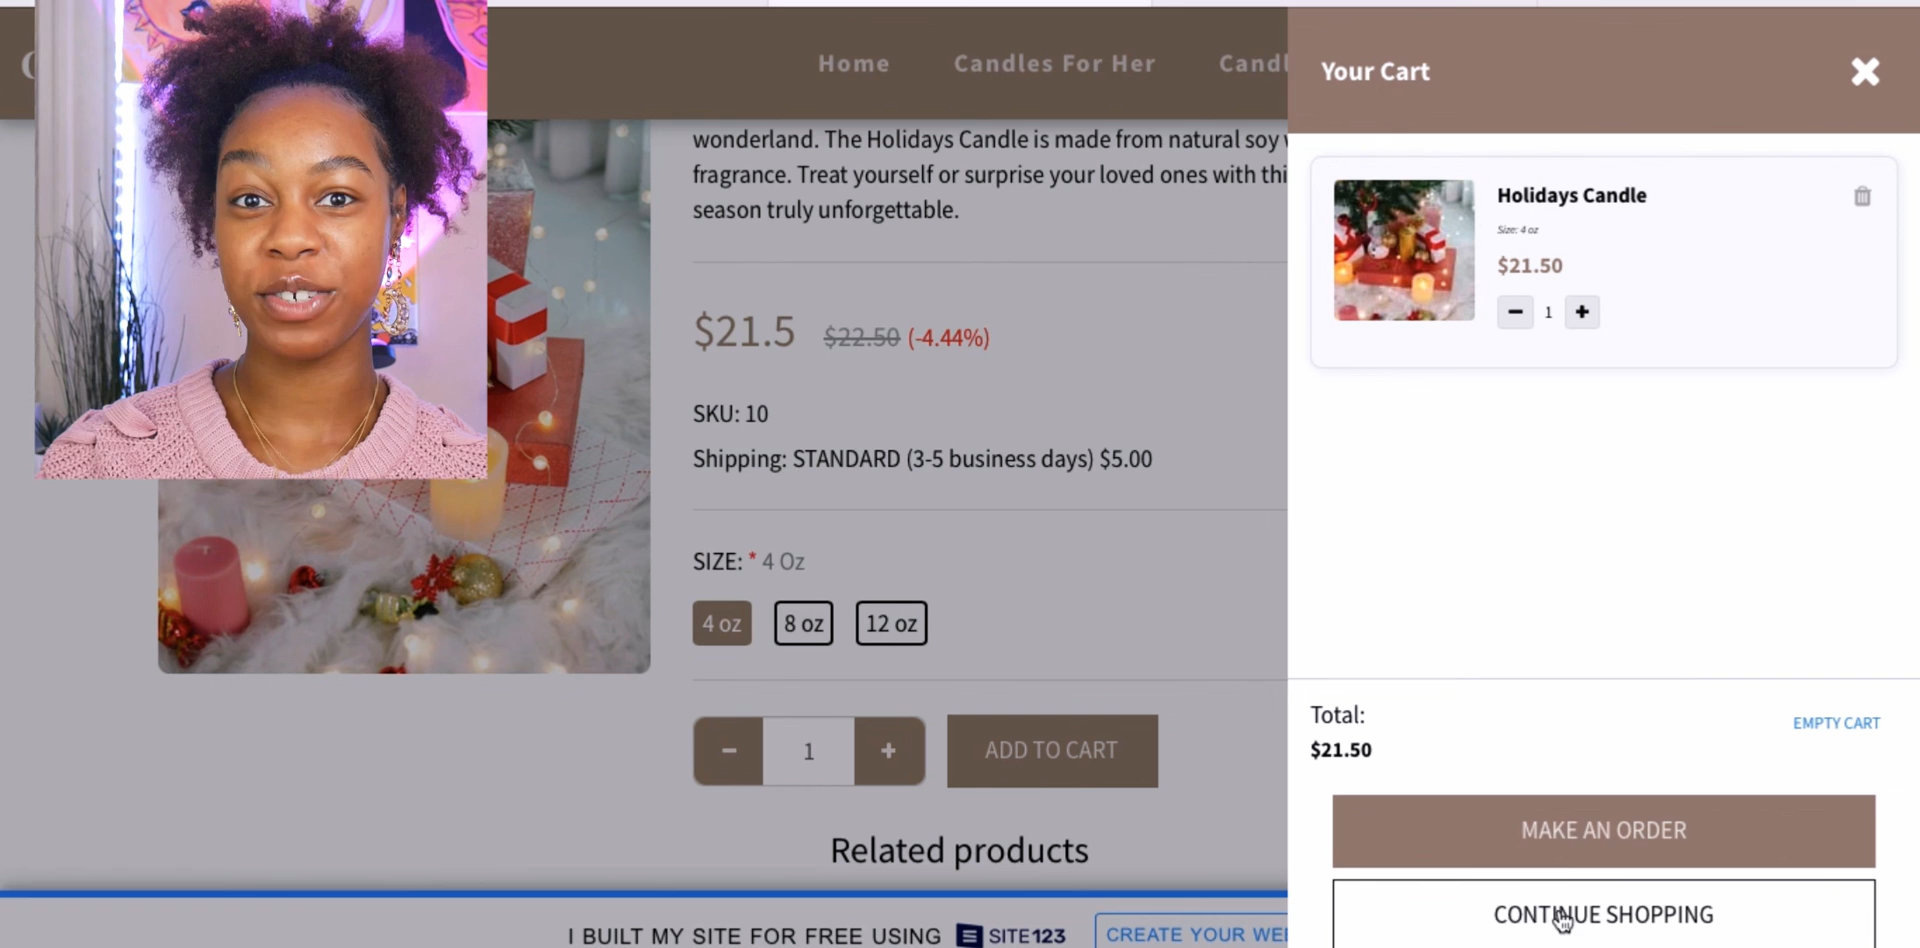 Home
Candles For Her
wonderland. The Holidays Candle is made from natural soy
fragrance. Treat yourself or surprise your loved ones with
season truly unforgettable.
$21.5 $22.50 (-4.44%)
SKU: 10
Shipping: STANDARD (3-5 business days) $5.00
SIZE: * 4 Oz
4 oz
8 oz
12 oz
− 1 +
ADD TO CART
Related products
I BUILT MY SITE FOR FREE USING SITE123
CREATE YOUR
Your Cart
Holidays Candle
Size: 4 oz
$21.50
− 1 +
Total:
$21.50
EMPTY CART
MAKE AN ORDER
CONTINUE SHOPPING